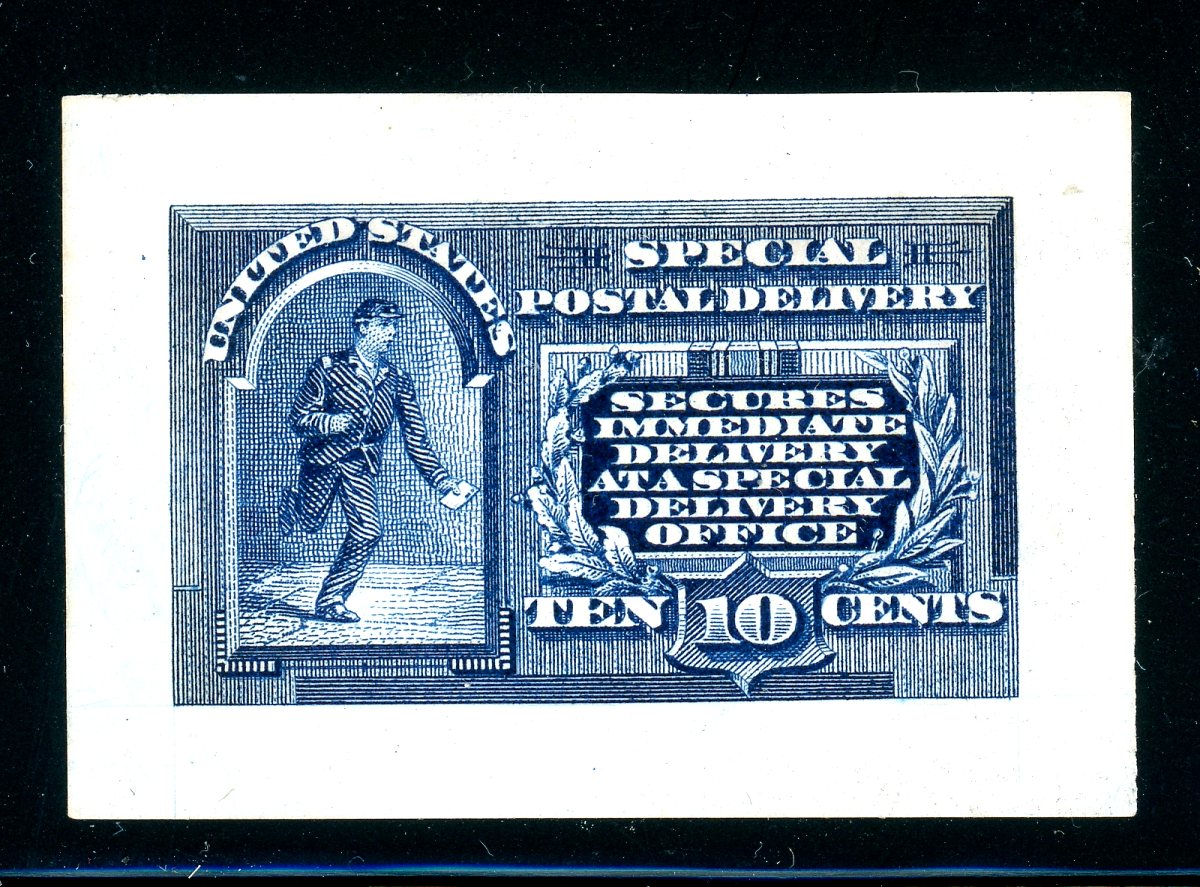 UNITED STATES
SPECIAL
POSTAL DELIVERY
SECURES
IMMEDIATE
DELIVERY
AT A SPECIAL
DELIVERY
OFFICE
TEN 10 CENTS